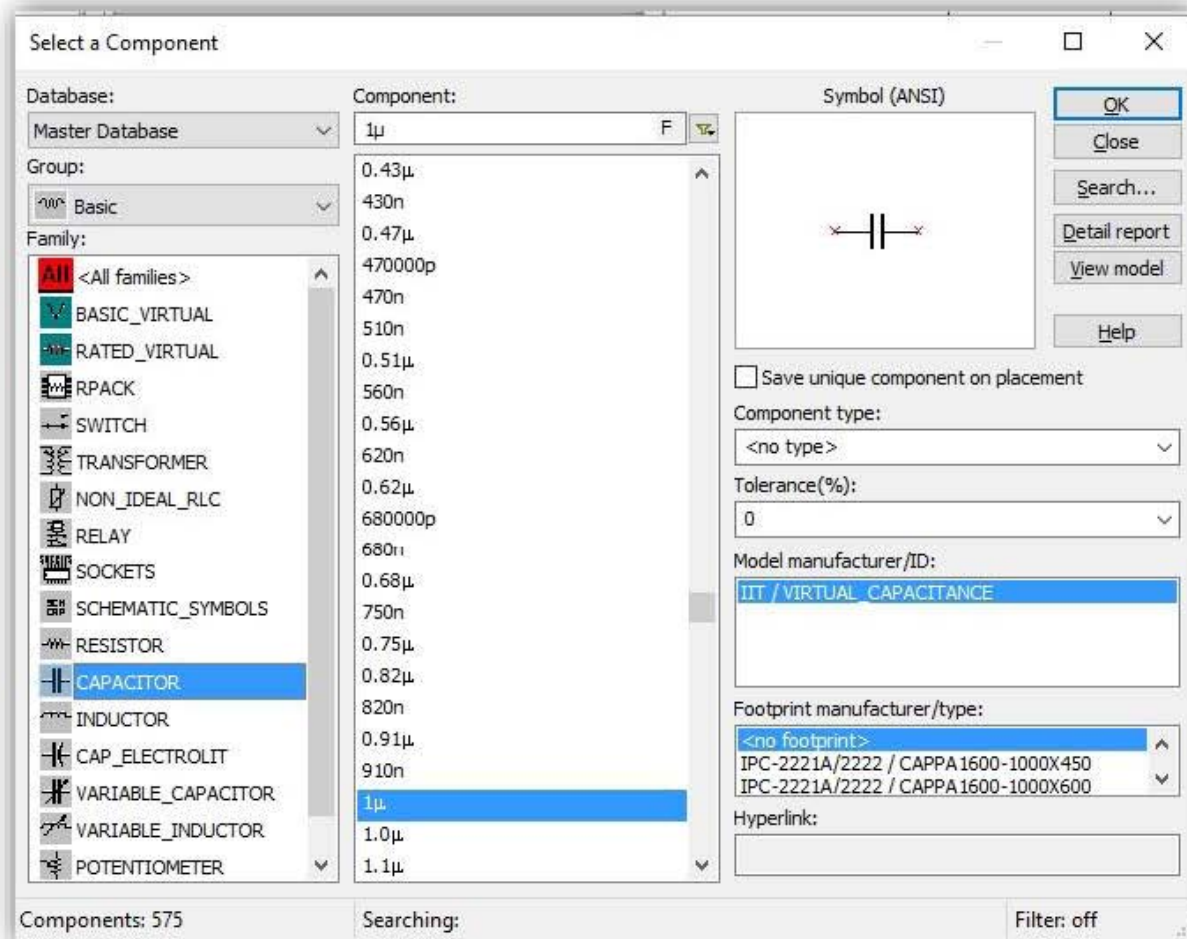 Select a Component
Database:
Master Database
Group:
Basic
Family:
All <All families>
BASIC_VIRTUAL
RATED_VIRTUAL
RPACK
SWITCH
TRANSFORMER
NON_IDEAL_RLC
RELAY
SOCKETS
SCHEMATIC_SYMBOLS
RESISTOR
CAPACITOR
INDUCTOR
CAP_ELECTROLIT
VARIABLE_CAPACITOR
VARIABLE_INDUCTOR
POTENTIOMETER
Component:
1µ F
0.43µ
430n
0.47µ
470000p
470n
510n
0.51µ
560n
0.56µ
620n
0.62µ
680000p
680n
0.68µ
750n
0.75µ
0.82µ
820n
0.91µ
910n
1µ
1.0µ
1.1µ
Symbol (ANSI)
OK
Close
Search...
Detail report
View model
Help
Save unique component on placement
Component type:
<no type>
Tolerance(%):
0
Model manufacturer/ID:
IIT / VIRTUAL_CAPACITANCE
Footprint manufacturer/type:
<no footprint>
IPC-2221A/2222 / CAPPA1600-1000X450
IPC-2221A/2222 / CAPPA1600-1000X600
Hyperlink:
Components: 575
Searching:
Filter: off